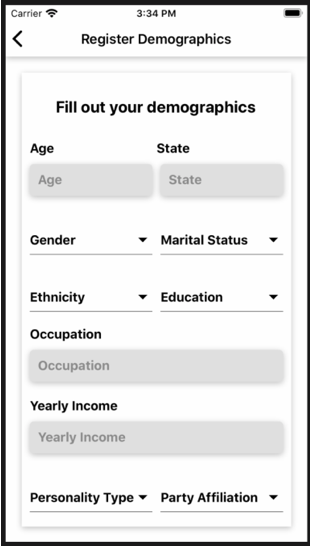 Carrier 3:34 PM
Register Demographics
Fill out your demographics
Age State
Age State
Gender Marital Status
Ethnicity Education
Occupation
Occupation
Yearly Income
Yearly Income
Personality Type Party Affiliation